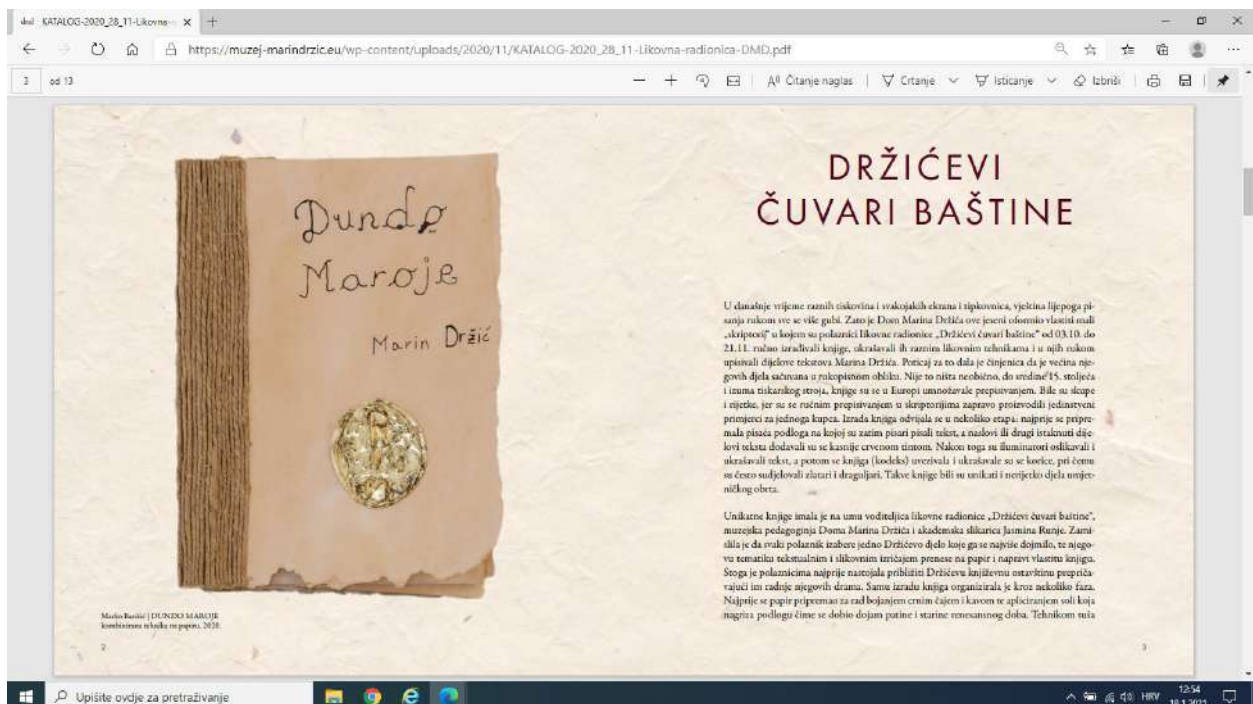 KATALOG-2020_28_11-Likovna-
https://muzej-marindrzic.eu/wp-content/uploads/2020/11/KATALOG-2020_28_11-Likovna-radionica-DMD.pdf
3 od 13
Čitanje naglas
Crtanje
Isticanje
Izbriši
Dundo
Maroje
Marin Držić
DUNDO MAROJE
kombinirana tehnika na papiru, 2020.
2
DRŽIĆEVI
ČUVARI BAŠTINE
U današnje vrijeme raznih tiskovina i svakojakih ekrana i tipkovnica, vještina lijepoga pi-
sanja rukom sve se više gubi. Zato je Dom Marina Držića ove jeseni oformio vlastiti mali
„skriptorij“ u kojem su polaznici likovne radionice „Držićevi čuvari baštine“ od 03.10. do
21.11. ručno izrađivali knjige, ukrašavali ih raznim likovnim tehnikama i u njih rukom
upisivali dijelove tekstova Marina Držića. Poticaj za to dala je činjenica da je većina nje-
govih djela sačuvana u rukopisnom obliku. Nije to ništa neobično, do sredine 15. stoljeća
i izuma tiskarskog stroja, knjige su se u Europi umnožavale prepisivanjem. Bile su skupe
i rijetke, jer su se ručnim prepisivanjem u skriptorijima zapravo proizvodili jedinstveni
primjerci za jednoga kupca. Izrada knjiga odvijala se u nekoliko etapa: najprije se pripre-
mala pisaća podloga na kojoj su zatim pisari pisali tekst, a naslovi ili drugi istaknuti dije-
lovi teksta dodavali su se kasnije crvenom tintom. Nakon toga su iluminatori oslikavali i
ukrašavali tekst, a potom se knjiga (kodeks) uvezivala i ukrašavale su se korice, pri čemu
su često sudjelovali zlatari i draguljari. Takve knjige bili su unikati i nerijetko djela umjet-
ničkog obrta.
Unikatne knjige imala je na umu voditeljica likovne radionice „Držićevi čuvari baštine“,
muzejska pedagoginja Doma Marina Držića i akademska slikarica Jasmina Runje. Zami-
slila je da svaki polaznik izabere jedno Držićevo djelo koje ga se najviše dojmilo, te njego-
vu tematiku tekstualnim i slikovnim izričajem prenese na papir i napravi vlastitu knjigu.
Stoga je polaznicima najprije nastojala približiti Držićevu književnu ostavštinu prepriča-
vajući im radnje njegovih drama. Samu izradu knjiga organizirala je kroz nekoliko faza.
Najprije se papir pripremao za rad bojanjem crnim čajem i kavom te apliciranjem soli koja
nagriza podlogu čime se dobio dojam patine i starine renesansnog doba. Tehnikom tuša
3
Upišite ovdje za pretraživanje
HRV
12:54
18.1.2021.